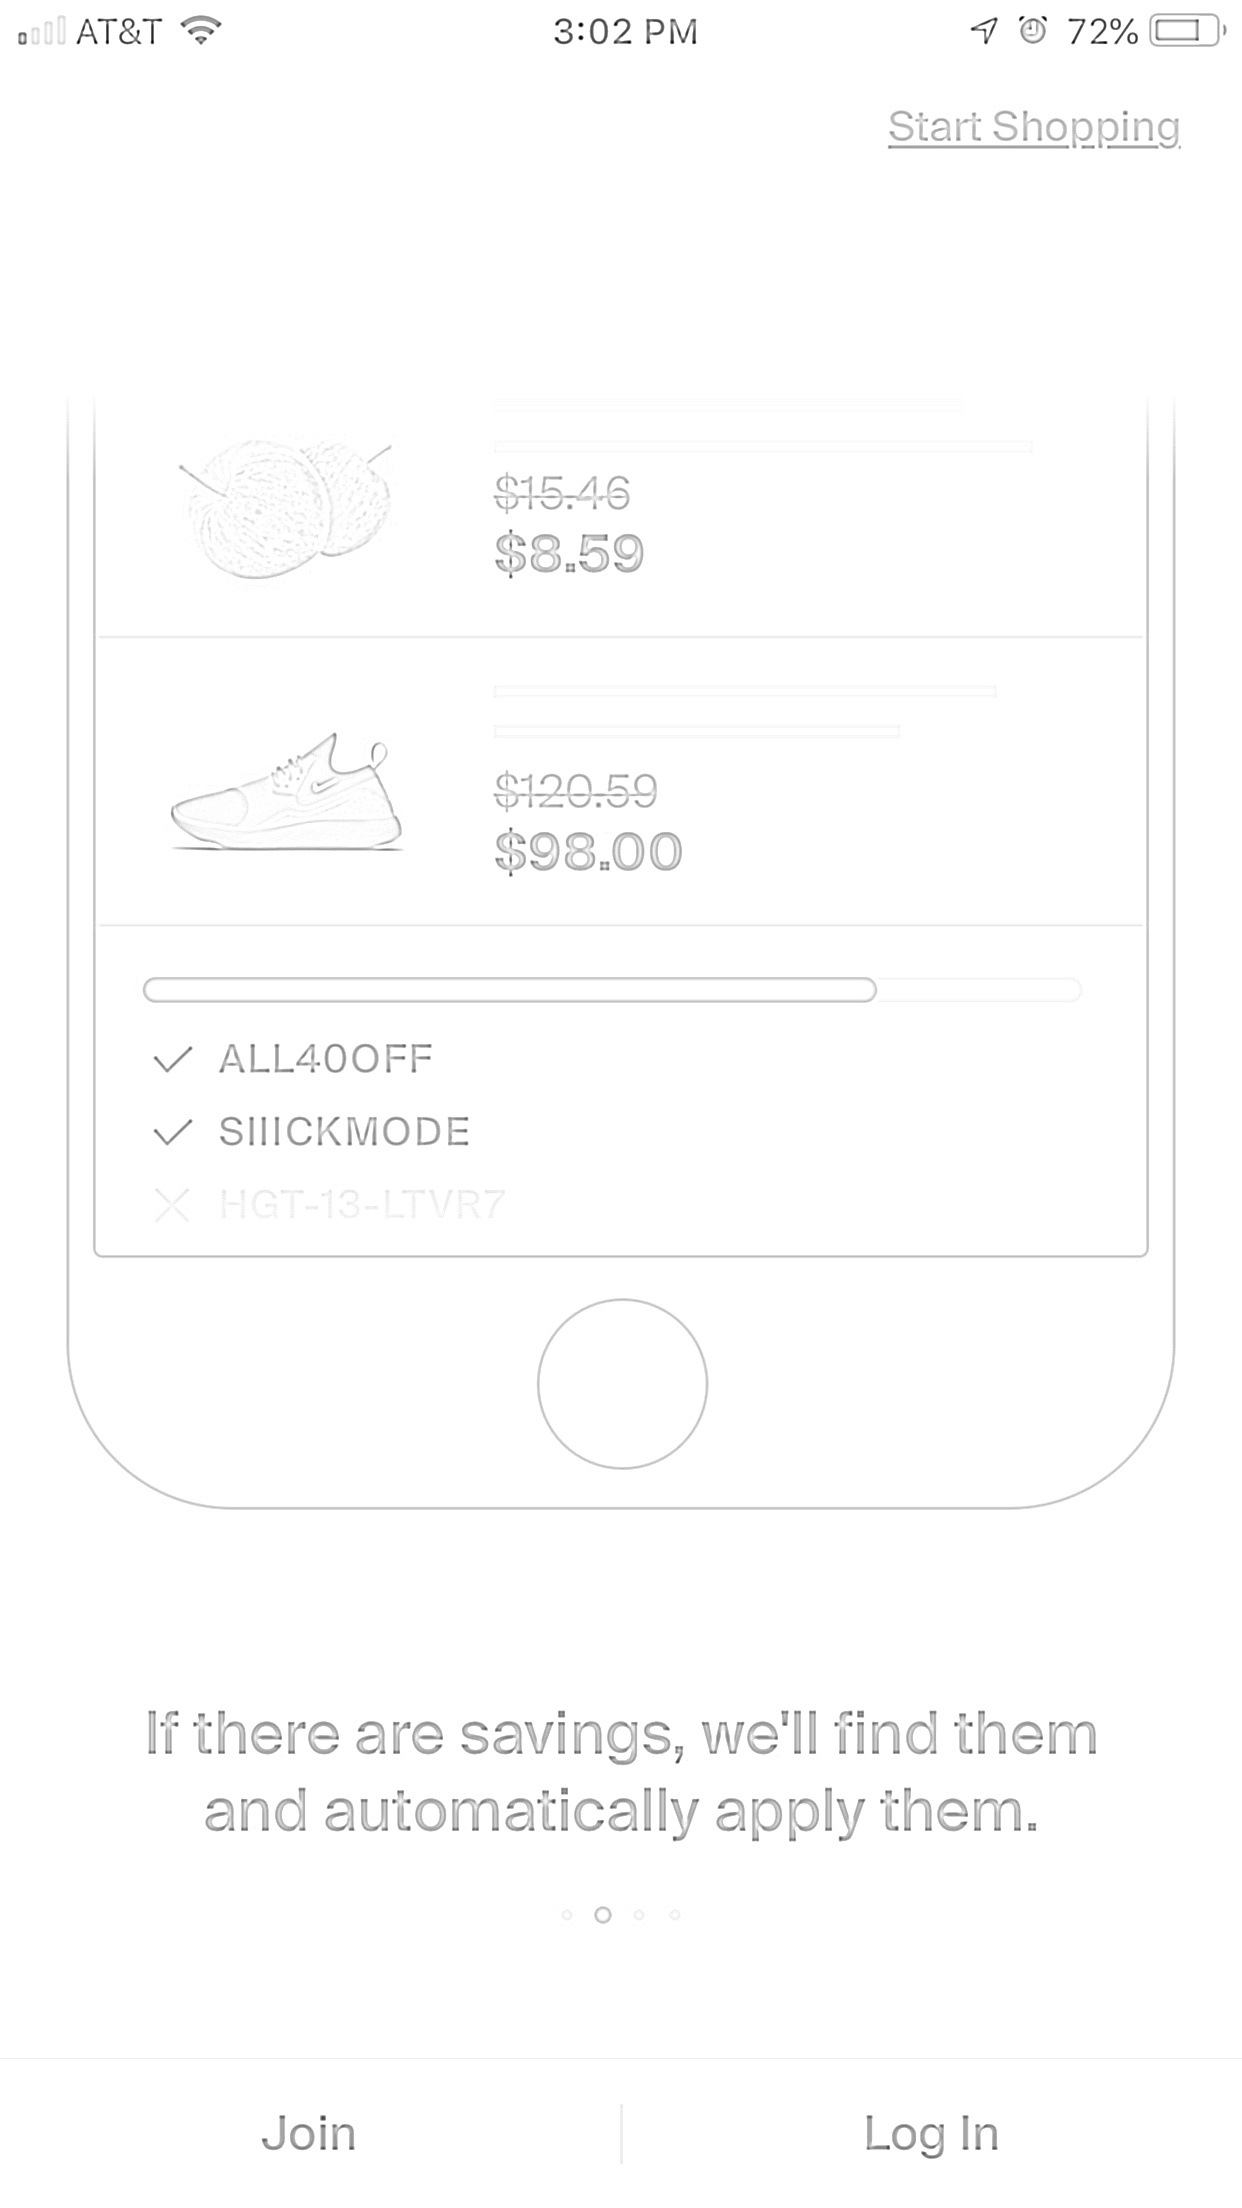 AT&T 3:02 PM 72%
Start Shopping
$15.46
$8.59
$120.59
$98.00
ALL40OFF
SIIICKMODE
HGT-13-LTVR7
If there are savings, we'll find them
and automatically apply them.
Join Log In